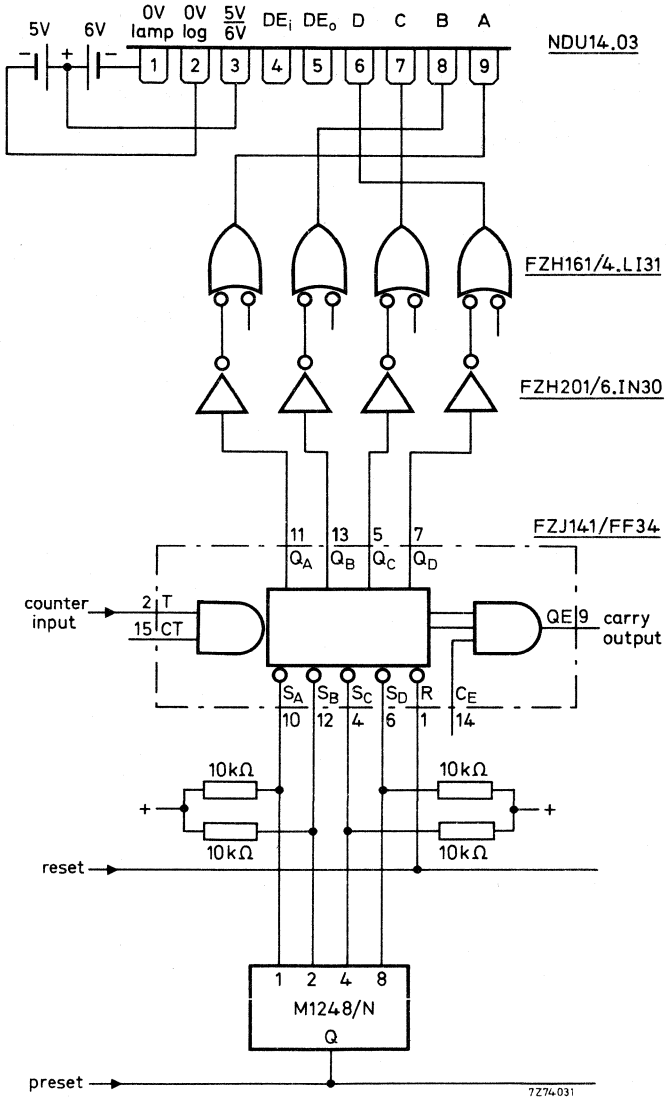 5V 6V
0V lamp 0V log 5V/6V DEi DEo D C B A
NDU14.03
− + −
1 2 3 4 5 6 7 8 9
FZH161/4.LI31
FZH201/6.IN30
FZJ141/FF34
11 13 5 7
QA QB QC QD
counter input
2 T
15 CT
QE 9
carry output
SA SB SC SD R CE
10 12 4 6 1 14
10kΩ 10kΩ
+ +
10kΩ 10kΩ
reset
1 2 4 8
M1248/N
Q
preset
7Z74031